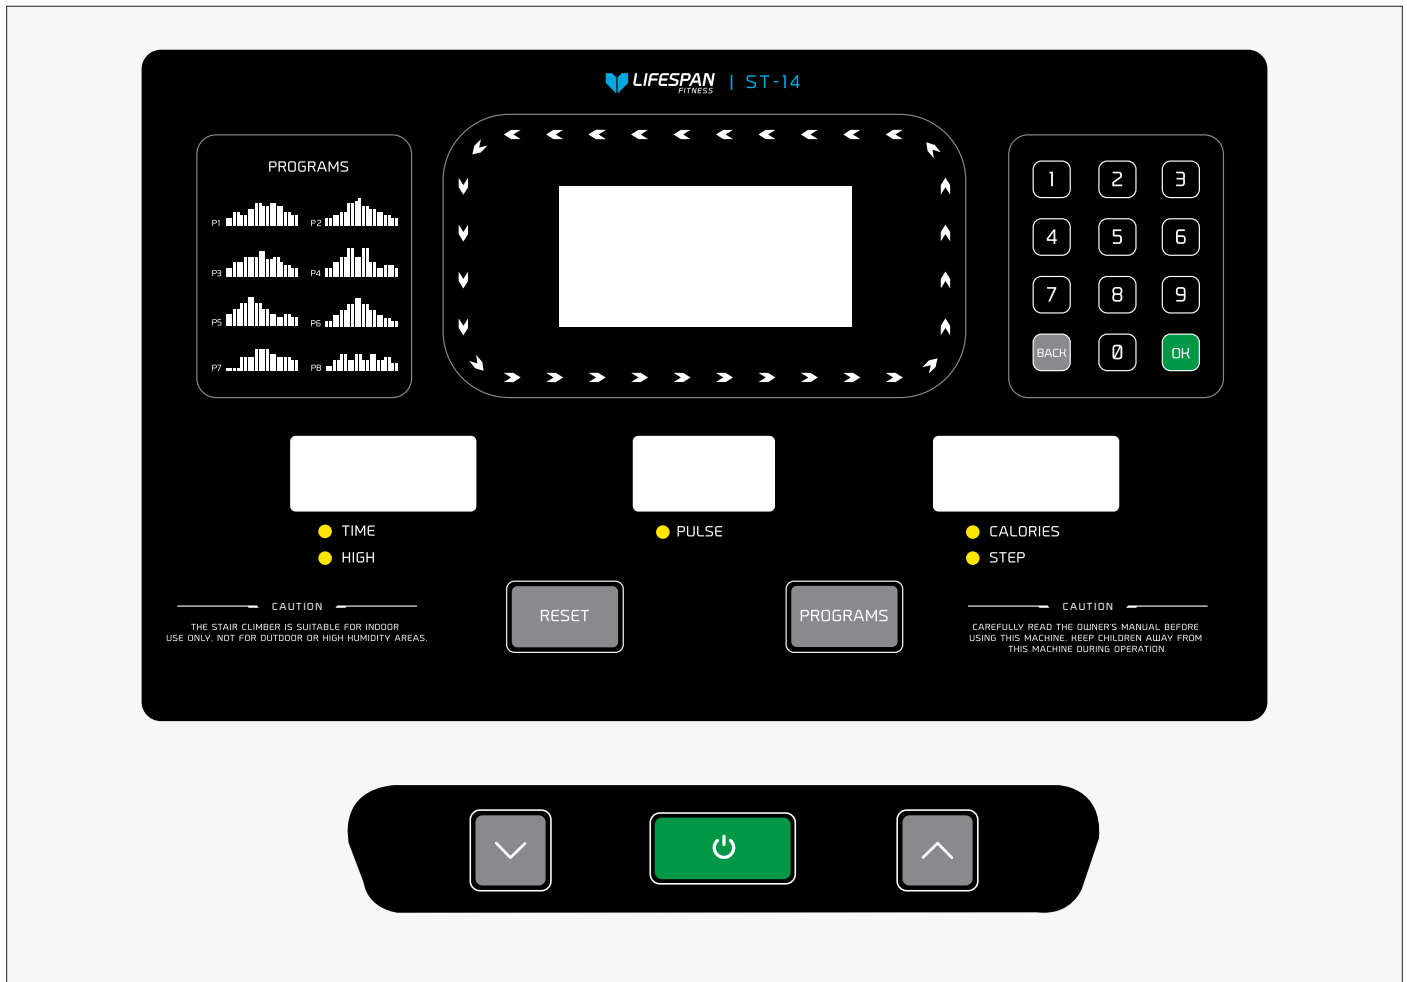 LIFESPAN
FITNESS
| ST-14
PROGRAMS
P1 P2
P3 P4
P5 P6
P7 P8
1 2 3
4 5 6
7 8 9
BACK 0 OK
TIME
HIGH
PULSE
CALORIES
STEP
RESET
PROGRAMS
CAUTION
THE STAIR CLIMBER IS SUITABLE FOR INDOOR
USE ONLY, NOT FOR OUTDOOR OR HIGH HUMIDITY AREAS.
CAUTION
CAREFULLY READ THE OWNER'S MANUAL BEFORE
USING THIS MACHINE. KEEP CHILDREN AWAY FROM
THIS MACHINE DURING OPERATION.